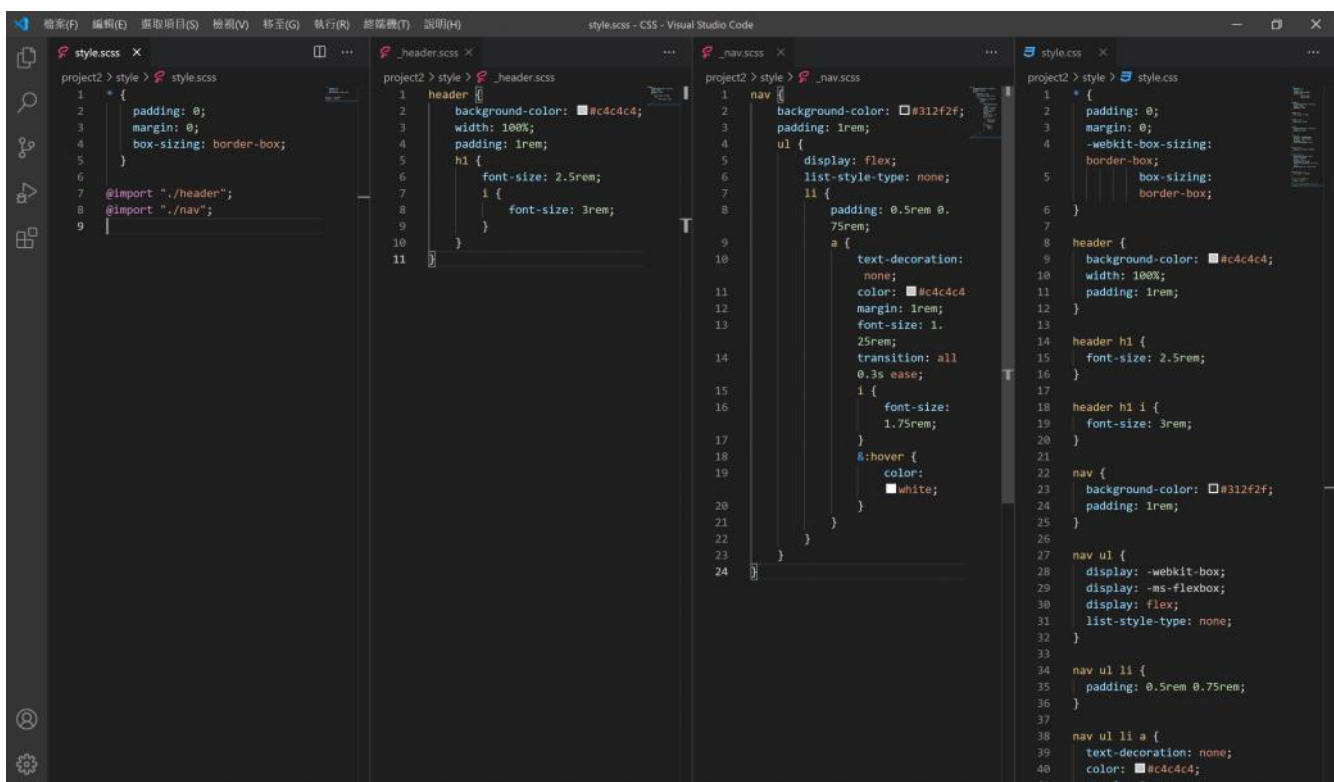 檔案(F) 編輯(E) 選取項目(S) 檢視(V) 移至(G) 執行(R) 終端機(T) 說明(H) style.scss - CSS - Visual Studio Code
style.scss
project2 > style > style.scss
1 * {
2 padding: 0;
3 margin: 0;
4 box-sizing: border-box;
5 }
6
7 @import "./header";
8 @import "./nav";
9
_header.scss
project2 > style > _header.scss
1 header {
2 background-color: #c4c4c4;
3 width: 100%;
4 padding: 1rem;
5 h1 {
6 font-size: 2.5rem;
7 i {
8 font-size: 3rem;
9 }
10 }
11 }
_nav.scss
project2 > style > _nav.scss
1 nav {
2 background-color: #312f2f;
3 padding: 1rem;
4 ul {
5 display: flex;
6 list-style-type: none;
7 li {
8 padding: 0.5rem 0.
75rem;
9 a {
10 text-decoration:
none;
11 color: #c4c4c4
12 margin: 1rem;
13 font-size: 1.
25rem;
14 transition: all
0.3s ease;
15 i {
16 font-size:
1.75rem;
17 }
18 &:hover {
19 color:
white;
20 }
21 }
22 }
23 }
24 }
style.css
project2 > style > style.css
1 * {
2 padding: 0;
3 margin: 0;
4 -webkit-box-sizing:
border-box;
5 box-sizing:
border-box;
6 }
7
8 header {
9 background-color: #c4c4c4;
10 width: 100%;
11 padding: 1rem;
12 }
13
14 header h1 {
15 font-size: 2.5rem;
16 }
17
18 header h1 i {
19 font-size: 3rem;
20 }
21
22 nav {
23 background-color: #312f2f;
24 padding: 1rem;
25 }
26
27 nav ul {
28 display: -webkit-box;
29 display: -ms-flexbox;
30 display: flex;
31 list-style-type: none;
32 }
33
34 nav ul li {
35 padding: 0.5rem 0.75rem;
36 }
37
38 nav ul li a {
39 text-decoration: none;
40 color: #c4c4c4;